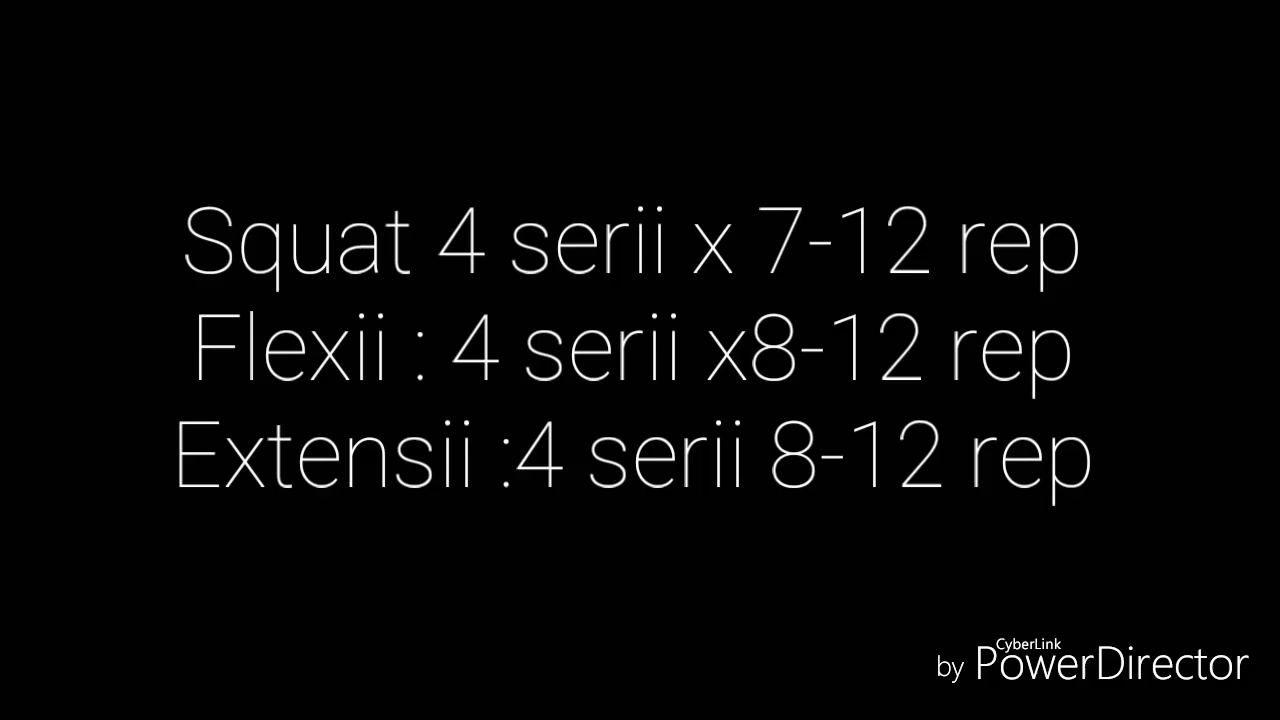 Squat 4 serii x 7-12 rep
Flexii : 4 serii x8-12 rep
Extensii :4 serii 8-12 rep
CyberLink
by PowerDirector